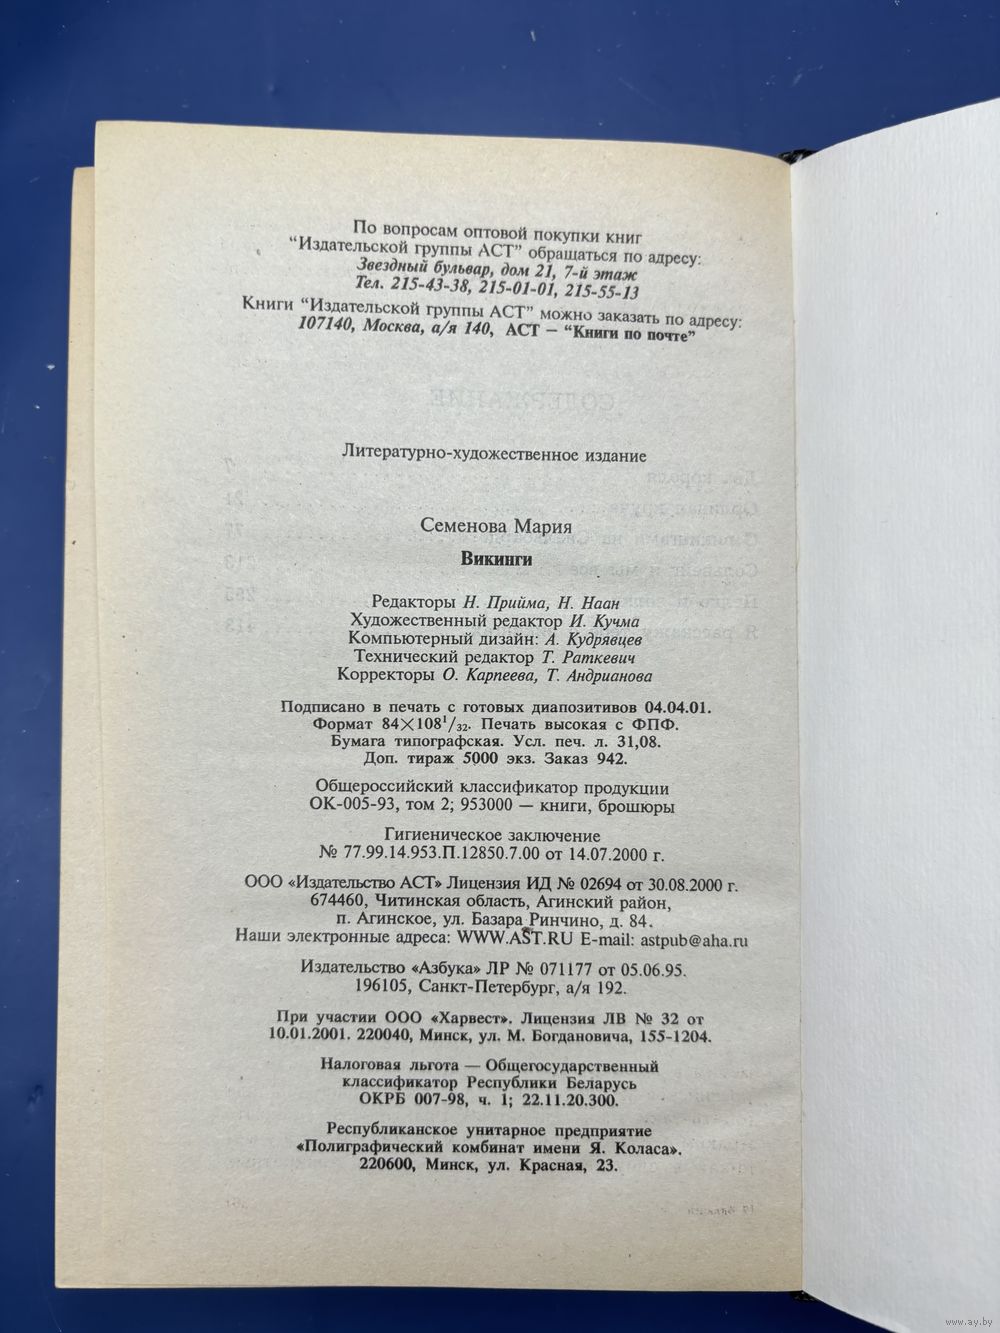 По вопросам оптовой покупки книг
“Издательской группы АСТ” обращаться по адресу:
Звездный бульвар, дом 21, 7-й этаж
Тел. 215-43-38, 215-01-01, 215-55-13
Книги “Издательской группы АСТ” можно заказать по адресу:
107140, Москва, а/я 140, АСТ – “Книги по почте”
СОДЕРЖАНИЕ
Литературно-художественное издание
Семенова Мария
Викинги
Редакторы Н. Прийма, Н. Наан
Художественный редактор И. Кучма
Компьютерный дизайн: А. Кудрявцев
Технический редактор Т. Раткевич
Корректоры О. Карпеева, Т. Андрианова
Подписано в печать с готовых диапозитивов 04.04.01.
Формат 84×108¹/₃₂. Печать высокая с ФПФ.
Бумага типографская. Усл. печ. л. 31,08.
Доп. тираж 5000 экз. Заказ 942.
Общероссийский классификатор продукции
ОК-005-93, том 2; 953000 — книги, брошюры
Гигиеническое заключение
№ 77.99.14.953.П.12850.7.00 от 14.07.2000 г.
ООО «Издательство АСТ» Лицензия ИД № 02694 от 30.08.2000 г.
674460, Читинская область, Агинский район,
п. Агинское, ул. Базара Ринчино, д. 84.
Наши электронные адреса: WWW.AST.RU E-mail: astpub@aha.ru
Издательство «Азбука» ЛР № 071177 от 05.06.95.
196105, Санкт-Петербург, а/я 192.
При участии ООО «Харвест». Лицензия ЛВ № 32 от
10.01.2001. 220040, Минск, ул. М. Богдановича, 155-1204.
Налоговая льгота — Общегосударственный
классификатор Республики Беларусь
ОКРБ 007-98, ч. 1; 22.11.20.300.
Республиканское унитарное предприятие
«Полиграфический комбинат имени Я. Коласа».
220600, Минск, ул. Красная, 23.
www.ay.by